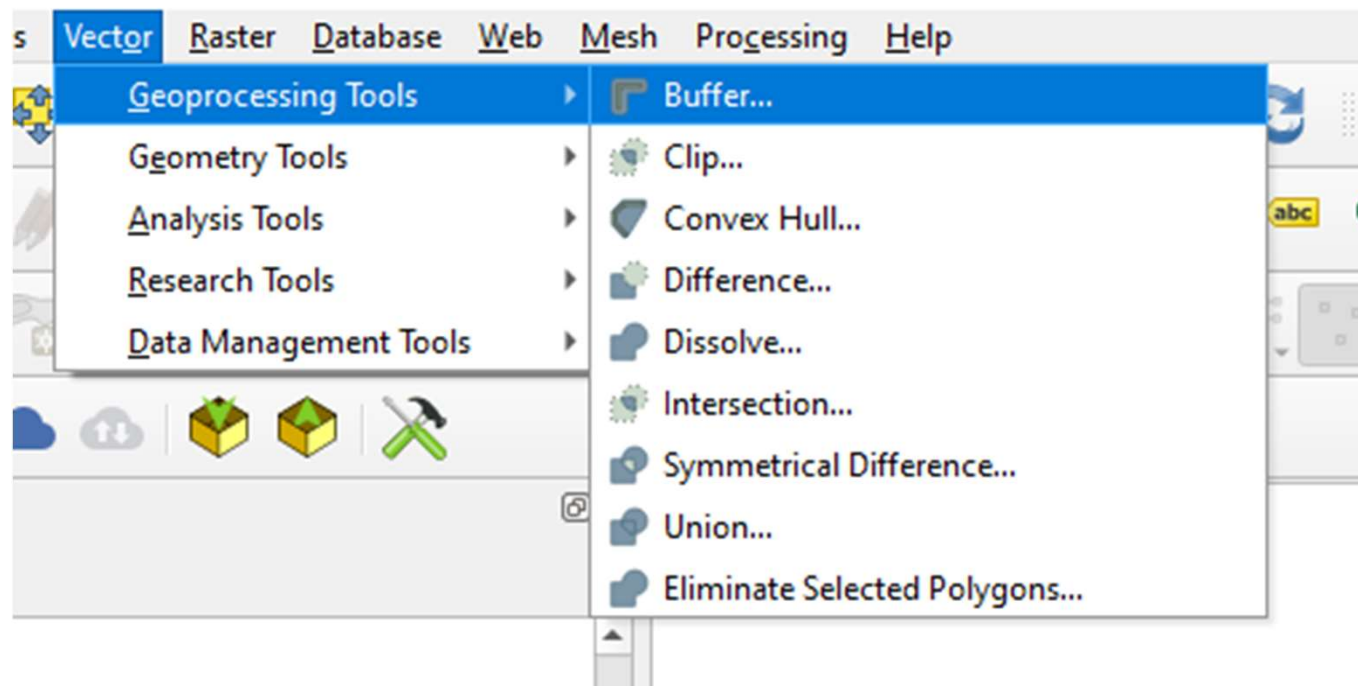 s Vector Raster Database Web Mesh Processing Help
Geoprocessing Tools
Geometry Tools
Analysis Tools
Research Tools
Data Management Tools
Buffer...
Clip...
Convex Hull...
Difference...
Dissolve...
Intersection...
Symmetrical Difference...
Union...
Eliminate Selected Polygons...
abc